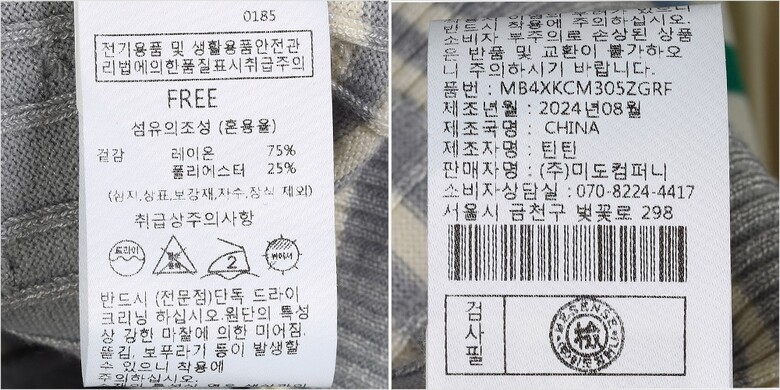 0185
전기용품 및 생활용품안전관
리법에의한품질표시취급주의
FREE
섬유의조성 (혼용율)
겉감 레이온 75%
폴리에스터 25%
(심지,상표,보강재,자수,장식 제외)
취급상주의사항
드라이
2
뉘어서
반드시 (전문점)단독 드라이
크리닝 하십시오.원단의 특성
상 강한 마찰에 의한 미어짐,
뜯김, 보푸라기 등이 발생할
수 있으니 착용에
주의하십시오.
반드시 착용에 주의하십시오.
소비자 부주의로 손상된 상품
은 반품 및 교환이 불가하오
니 주의하시기 바랍니다.
품번 : MB4XKCM305ZGRF
제조년월 : 2024년08월
제조국명 : CHINA
제조자명 : 틴틴
판매자명 : (주)미도컴퍼니
소비자상담실 : 070-8224-4417
서울시 금천구 벚꽃로 298
검사필
檢